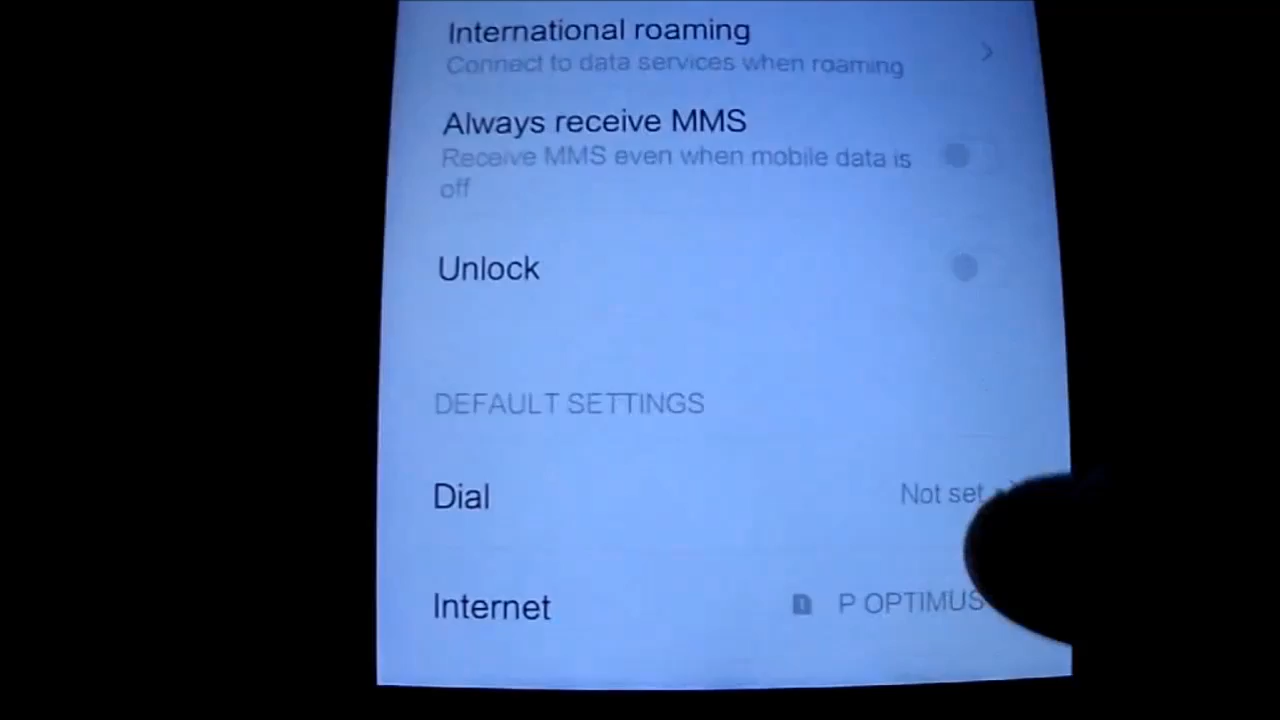 International roaming
Connect to data services when roaming
Always receive MMS
Receive MMS even when mobile data is
off
Unlock
DEFAULT SETTINGS
Dial
Not set
Internet
P OPTIMUS